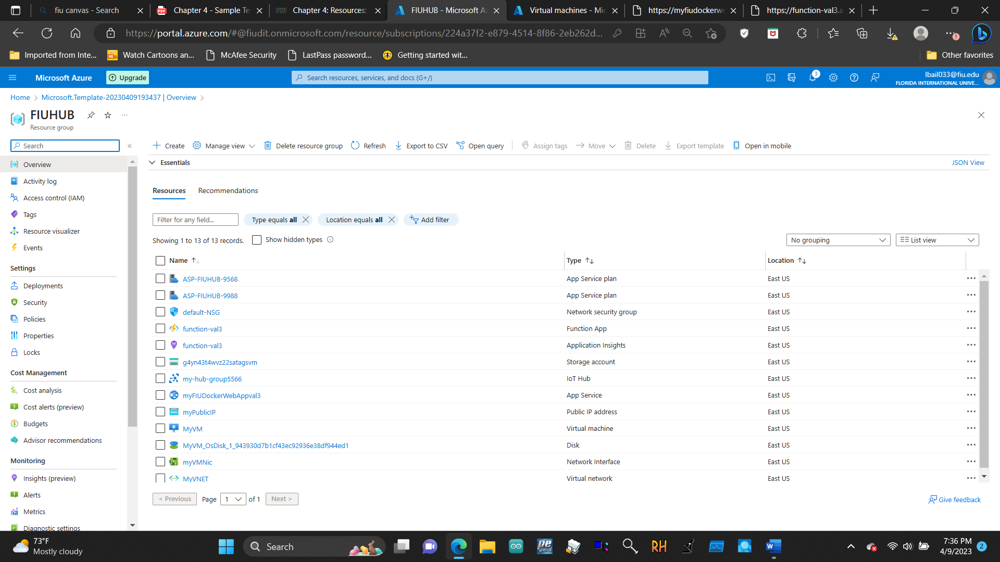 fiu canvas - Search
Chapter 4 - Sample Te
Chapter 4: Resources:
FIUHUB - Microsoft A
Virtual machines - Mic
https://myfiudockerwe
https://function-val3.a
https://portal.azure.com/#@fiudit.onmicrosoft.com/resource/subscriptions/224a37f2-e879-4514-8f86-2eb262d...
Imported from Inte...
Watch Cartoons an...
McAfee Security
LastPass password...
Getting started wit...
Other favorites
Microsoft Azure
Upgrade
Search resources, services, and docs (G+/)
3
lbail033@fiu.edu
FLORIDA INTERNATIONAL UNIVE...
Home > Microsoft.Template-20230409193437 | Overview >
FIUHUB
Resource group
Search
Create
Manage view
Delete resource group
Refresh
Export to CSV
Open query
Assign tags
Move
Delete
Export template
Open in mobile
Essentials
JSON View
Overview
Activity log
Access control (IAM)
Tags
Resource visualizer
Events
Settings
Deployments
Security
Policies
Properties
Locks
Cost Management
Cost analysis
Cost alerts (preview)
Budgets
Advisor recommendations
Monitoring
Insights (preview)
Alerts
Metrics
Diagnostic settings
Resources
Recommendations
Filter for any field...
Type equals all
Location equals all
Add filter
Showing 1 to 13 of 13 records.
Show hidden types
No grouping
List view
Name Type Location
ASP-FIUHUB-9568 App Service plan East US
ASP-FIUHUB-9988 App Service plan East US
default-NSG Network security group East US
function-val3 Function App East US
function-val3 Application Insights East US
g4yn43t4wvz22satagsvm Storage account East US
my-hub-group5566 IoT Hub East US
myFIUDockerWebAppval3 App Service East US
myPublicIP Public IP address East US
MyVM Virtual machine East US
MyVM_OsDisk_1_943930d7b1cf43ec92936e38df944ed1 Disk East US
myVMNic Network Interface East US
MyVNET Virtual network East US
< Previous
Page 1 of 1
Next >
Give feedback
73°F
Mostly cloudy
Search
RH
7:36 PM
4/9/2023
2